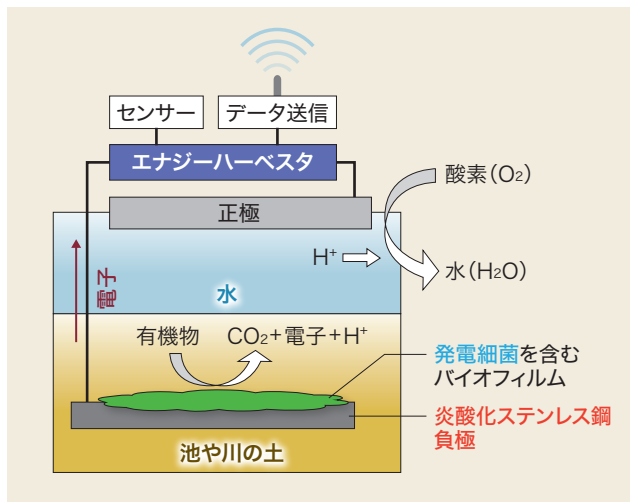 センサー
データ送信
エナジーハーベスタ
正極
酸素(O2)
H+
水(H2O)
電子
水
有機物
CO2+電子+H+
発電細菌を含む
バイオフィルム
炎酸化ステンレス鋼
負極
池や川の土